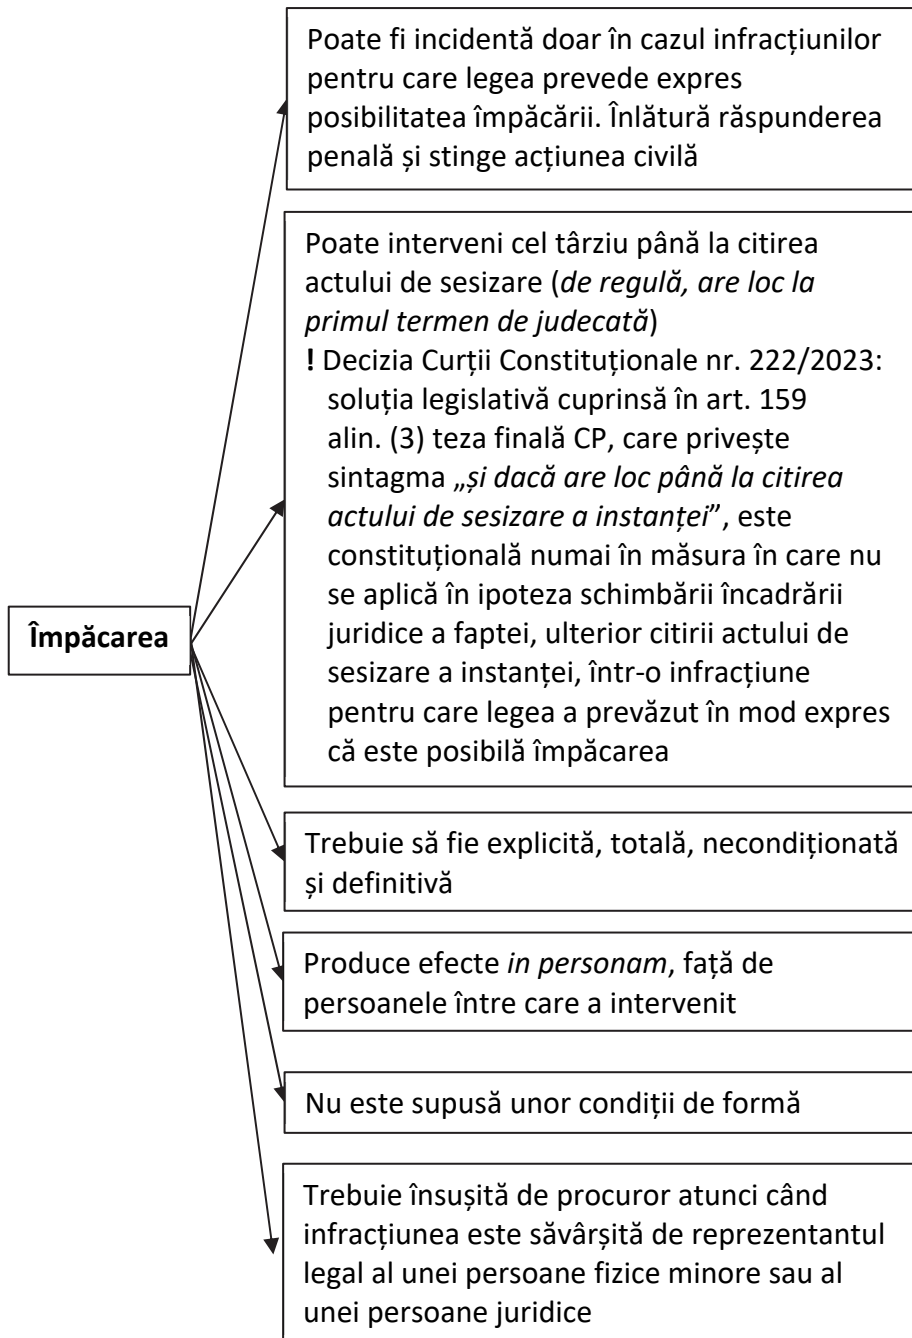 Poate fi incidentă doar în cazul infracțiunilor
pentru care legea prevede expres
posibilitatea împăcării. Înlătură răspunderea
penală și stinge acțiunea civilă
Poate interveni cel târziu până la citirea
actului de sesizare (de regulă, are loc la
primul termen de judecată)
! Decizia Curții Constituționale nr. 222/2023:
soluția legislativă cuprinsă în art. 159
alin. (3) teza finală CP, care privește
sintagma „și dacă are loc până la citirea
actului de sesizare a instanței”, este
constituțională numai în măsura în care nu
se aplică în ipoteza schimbării încadrării
juridice a faptei, ulterior citirii actului de
sesizare a instanței, într-o infracțiune
pentru care legea a prevăzut în mod expres
că este posibilă împăcarea
Împăcarea
Trebuie să fie explicită, totală, necondiționată
și definitivă
Produce efecte in personam, față de
persoanele între care a intervenit
Nu este supusă unor condiții de formă
Trebuie însușită de procuror atunci când
infracțiunea este săvârșită de reprezentantul
legal al unei persoane fizice minore sau al
unei persoane juridice